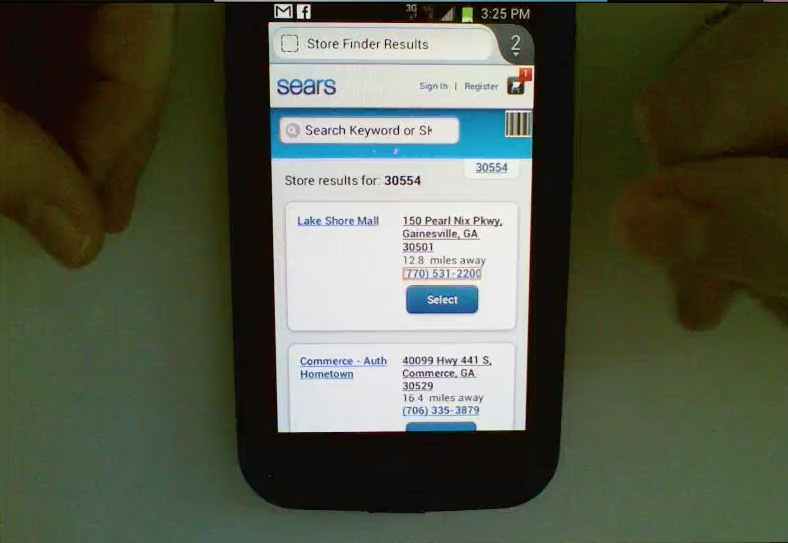 3G
3:25 PM
Store Finder Results
2
sears
Sign In | Register
1
Search Keyword or Sk
30554
Store results for: 30554
Lake Shore Mall
150 Pearl Nix Pkwy,
Gainesville, GA
30501
12.8 miles away
(770) 531-2200
Select
Commerce - Auth
Hometown
40099 Hwy 441 S,
Commerce, GA
30529
16.4 miles away
(706) 335-3879